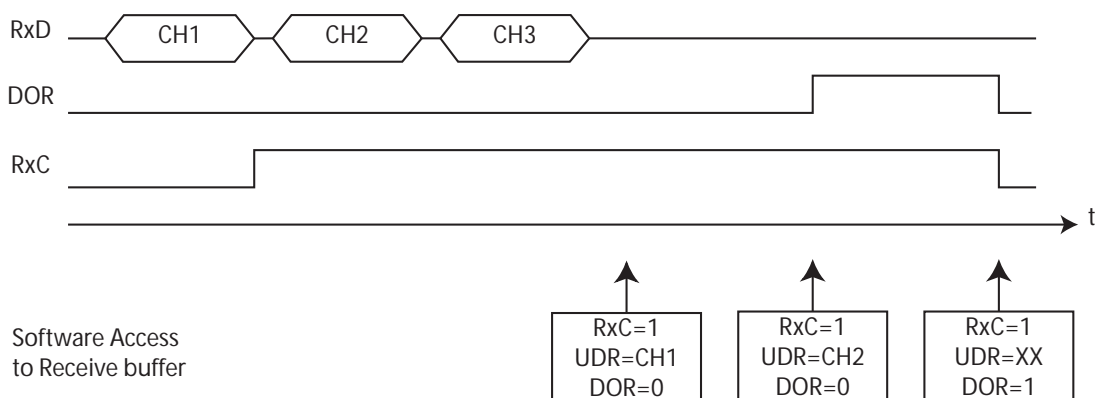 RxD
CH1
CH2
CH3
DOR
RxC
t
Software Access
to Receive buffer
RxC=1
UDR=CH1
DOR=0
RxC=1
UDR=CH2
DOR=0
RxC=1
UDR=XX
DOR=1